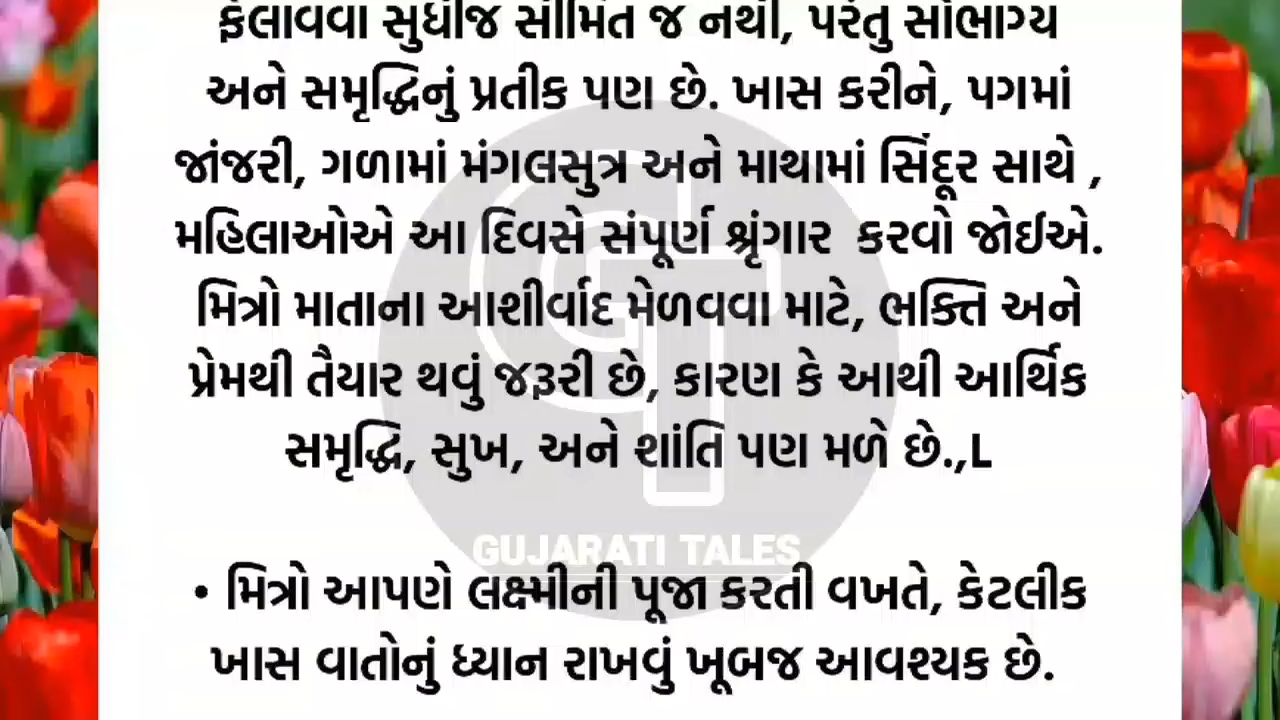 ફેલાવવા સુધીજ સીમિત જ નથી, પરંતુ સૌભાગ્ય
અને સમૃદ્ધિનું પ્રતીક પણ છે. ખાસ કરીને, પગમાં
જાંજરી, ગળામાં મંગલસુત્ર અને માથામાં સિંદૂર સાથે ,
મહિલાઓએ આ દિવસે સંપૂર્ણ શ્રૃંગાર કરવો જોઈએ.
મિત્રો માતાના આશીર્વાદ મેળવવા માટે, ભક્તિ અને
પ્રેમથી તૈયાર થવું જરૂરી છે, કારણ કે આથી આર્થિક
સમૃદ્ધિ, સુખ, અને શાંતિ પણ મળે છે.,L
GUJARATI TALES
• મિત્રો આપણે લક્ષ્મીની પૂજા કરતી વખતે, કેટલીક
ખાસ વાતોનું ધ્યાન રાખવું ખૂબજ આવશ્યક છે.